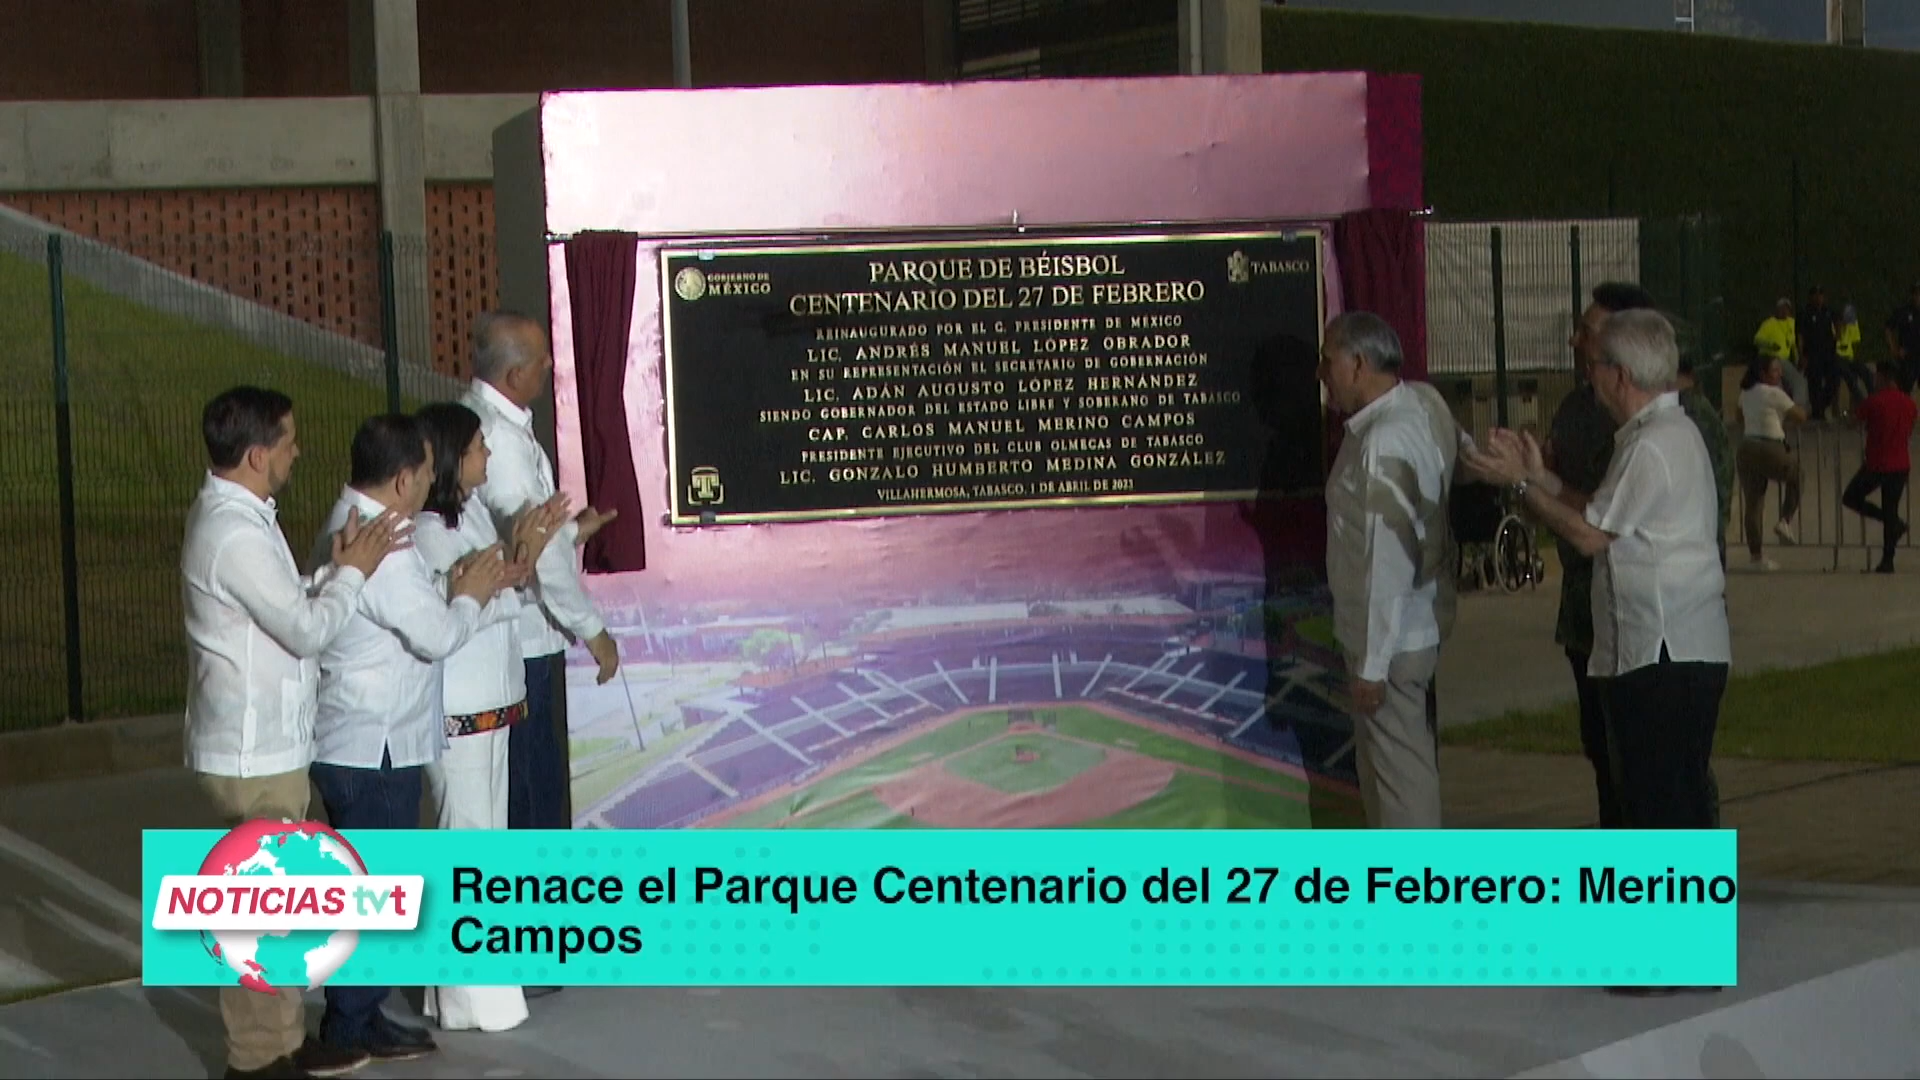 GOBIERNO DE
MÉXICO
TABASCO
PARQUE DE BÉISBOL
CENTENARIO DEL 27 DE FEBRERO
REINAUGURADO POR EL C. PRESIDENTE DE MÉXICO
LIC. ANDRÉS MANUEL LÓPEZ OBRADOR
EN SU REPRESENTACIÓN EL SECRETARIO DE GOBERNACIÓN
LIC. ADÁN AUGUSTO LÓPEZ HERNÁNDEZ
SIENDO GOBERNADOR DEL ESTADO LIBRE Y SOBERANO DE TABASCO
CAP. CARLOS MANUEL MERINO CAMPOS
PRESIDENTE EJECUTIVO DEL CLUB OLMECAS DE TABASCO
LIC. GONZALO HUMBERTO MEDINA GONZÁLEZ
VILLAHERMOSA, TABASCO, 1 DE ABRIL DE 2023
T
NOTICIAS tvt
Renace el Parque Centenario del 27 de Febrero: Merino
Campos